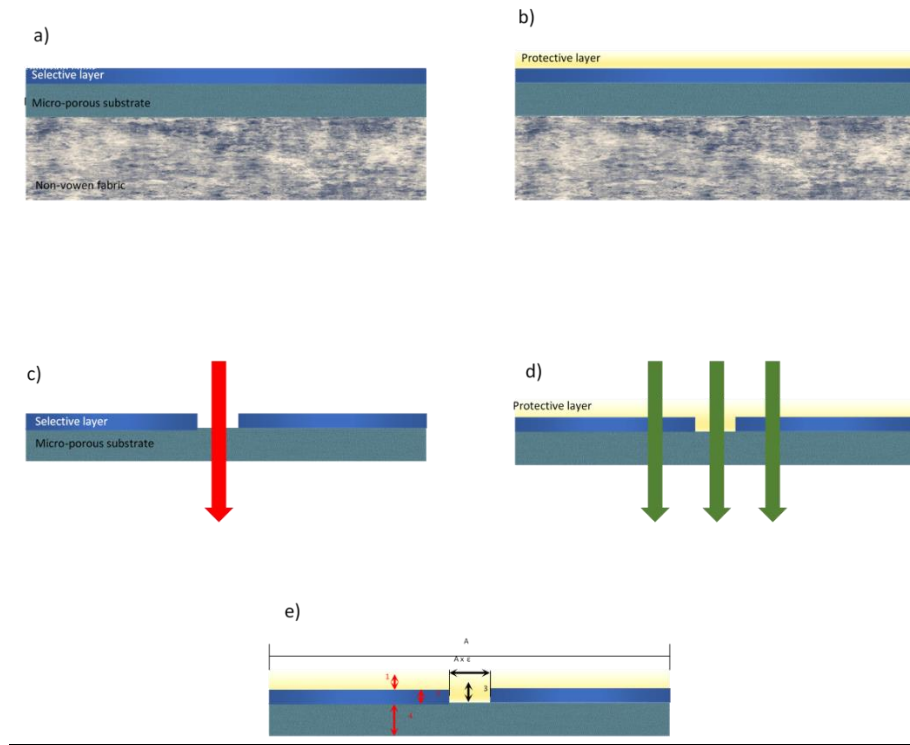 a)
Selective layer
Micro-porous substrate
Non-vowen fabric
b)
Protective layer
c)
Selective layer
Micro-porous substrate
d)
Protective layer
e)
A
A x ε
1
3
4